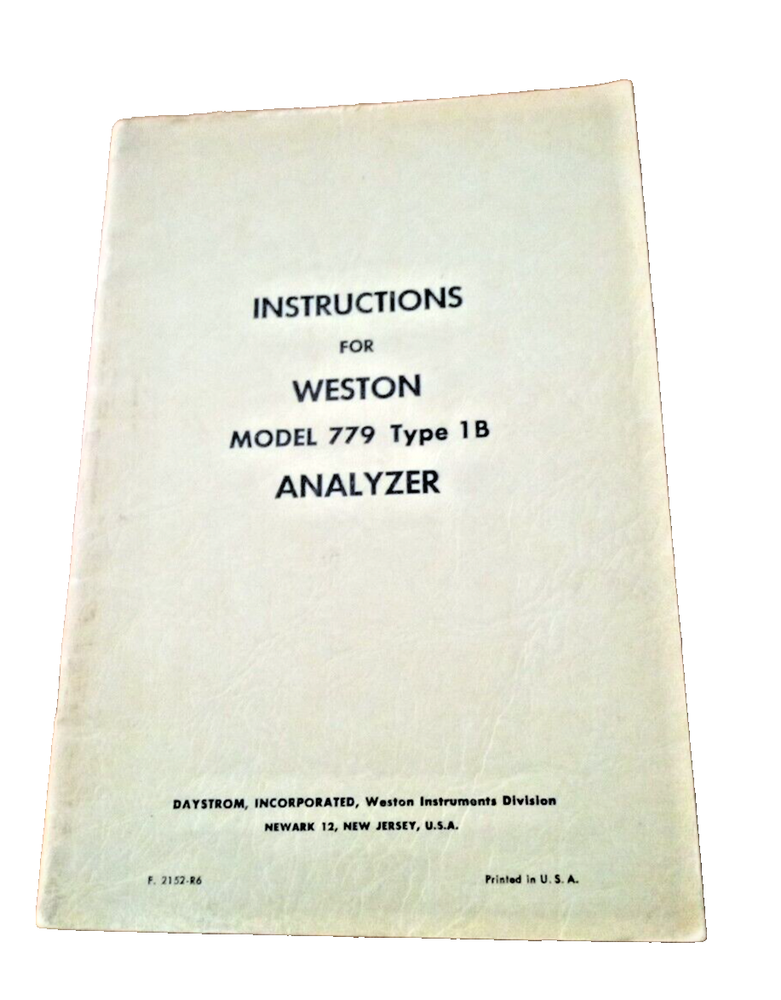 INSTRUCTIONS
FOR
WESTON
MODEL 779 Type 1B
ANALYZER
DAYSTROM, INCORPORATED, Weston Instruments Division
NEWARK 12, NEW JERSEY, U.S.A.
F. 2152-R6
Printed in U. S. A.